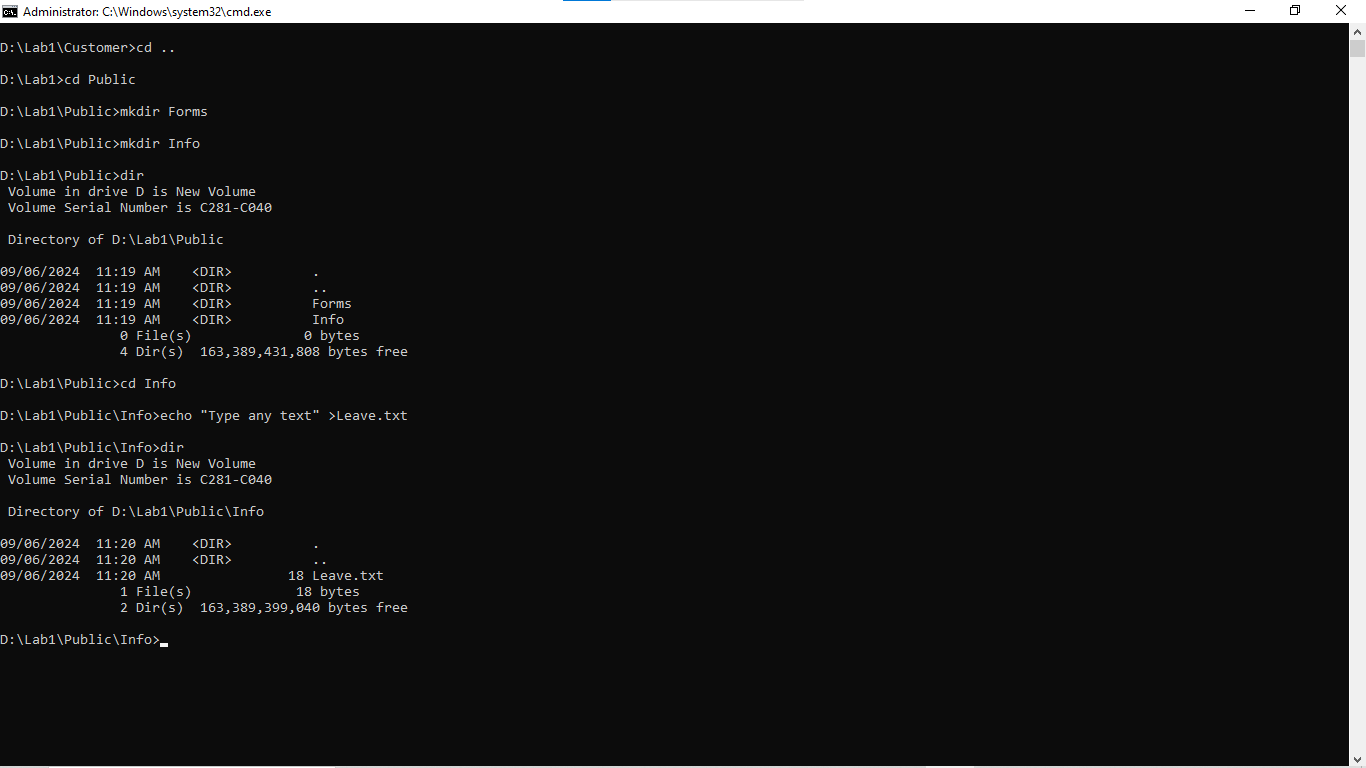 Administrator: C:\Windows\system32\cmd.exe
D:\Lab1\Customer>cd ..
D:\Lab1>cd Public
D:\Lab1\Public>mkdir Forms
D:\Lab1\Public>mkdir Info
D:\Lab1\Public>dir
 Volume in drive D is New Volume
 Volume Serial Number is C281-C040
 Directory of D:\Lab1\Public
09/06/2024  11:19 AM    <DIR>          .
09/06/2024  11:19 AM    <DIR>          ..
09/06/2024  11:19 AM    <DIR>          Forms
09/06/2024  11:19 AM    <DIR>          Info
               0 File(s)              0 bytes
               4 Dir(s)  163,389,431,808 bytes free
D:\Lab1\Public>cd Info
D:\Lab1\Public\Info>echo "Type any text" >Leave.txt
D:\Lab1\Public\Info>dir
 Volume in drive D is New Volume
 Volume Serial Number is C281-C040
 Directory of D:\Lab1\Public\Info
09/06/2024  11:20 AM    <DIR>          .
09/06/2024  11:20 AM    <DIR>          ..
09/06/2024  11:20 AM                18 Leave.txt
               1 File(s)             18 bytes
               2 Dir(s)  163,389,399,040 bytes free
D:\Lab1\Public\Info>